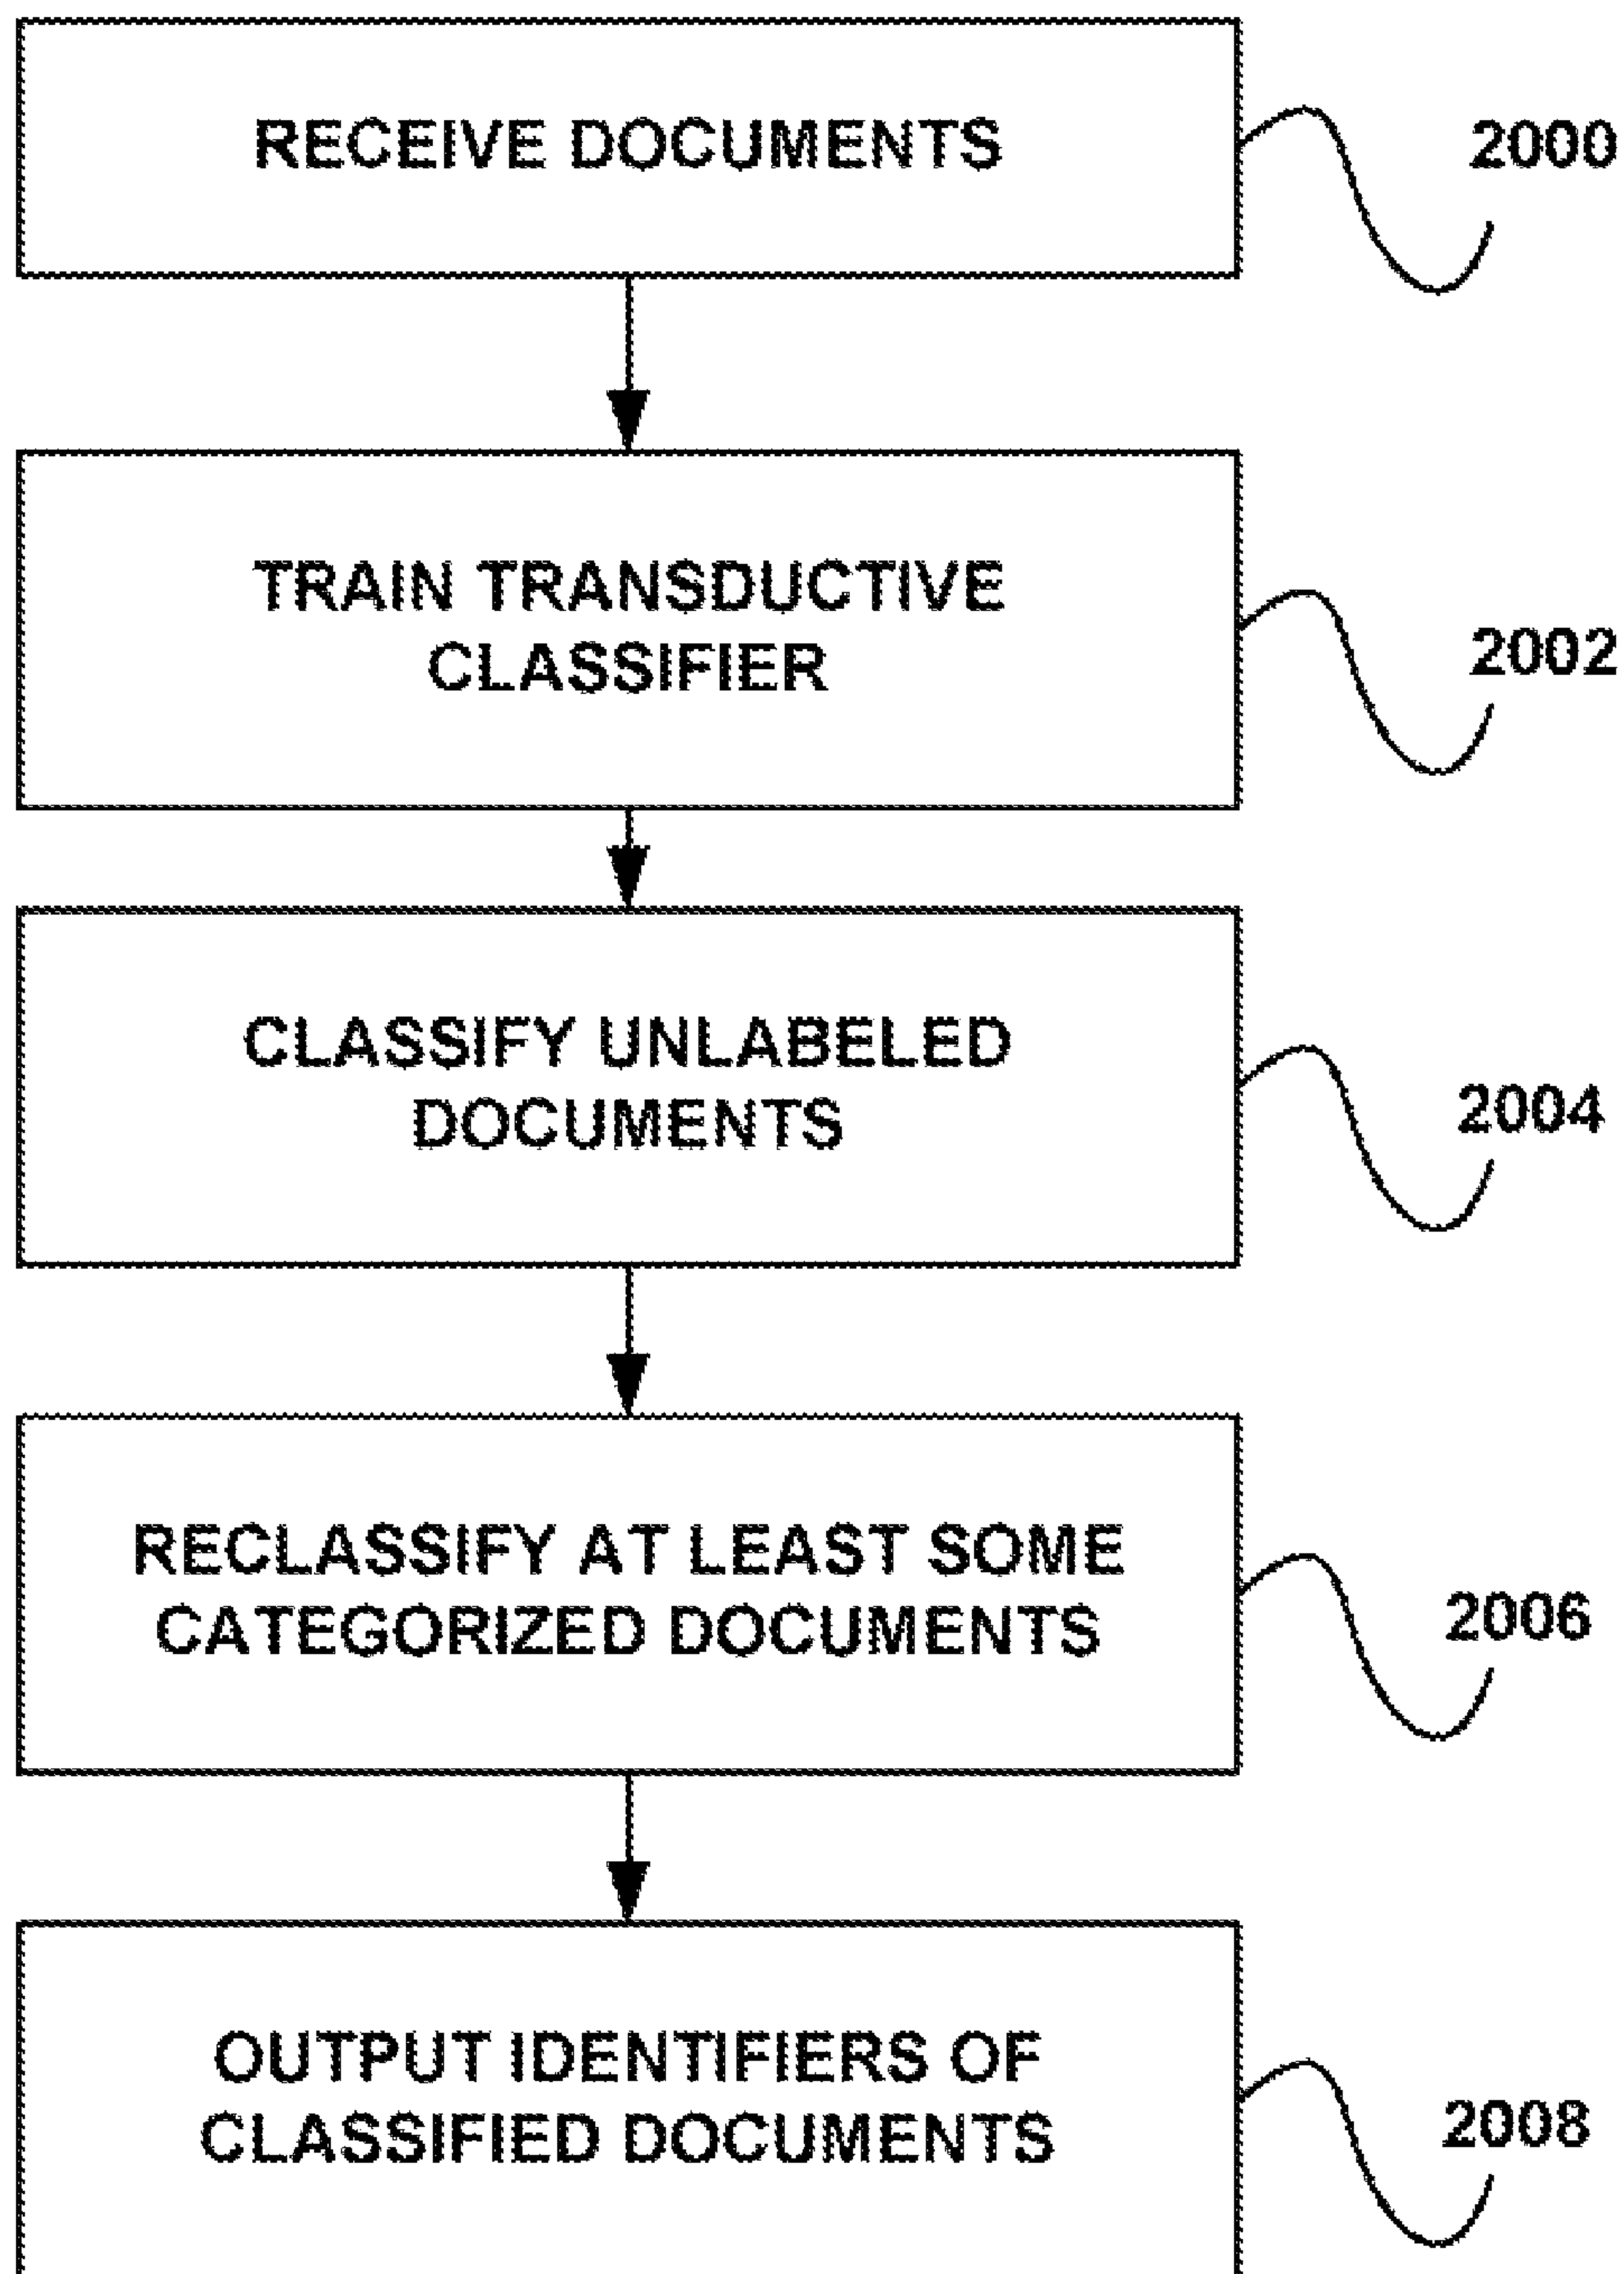 RECEIVE DOCUMENTS
2000
TRAIN TRANSDUCTIVE
CLASSIFIER
2002
CLASSIFY UNLABELED
DOCUMENTS
2004
RECLASSIFY AT LEAST SOME
CATEGORIZED DOCUMENTS
2006
OUTPUT IDENTIFIERS OF
CLASSIFIED DOCUMENTS
2008